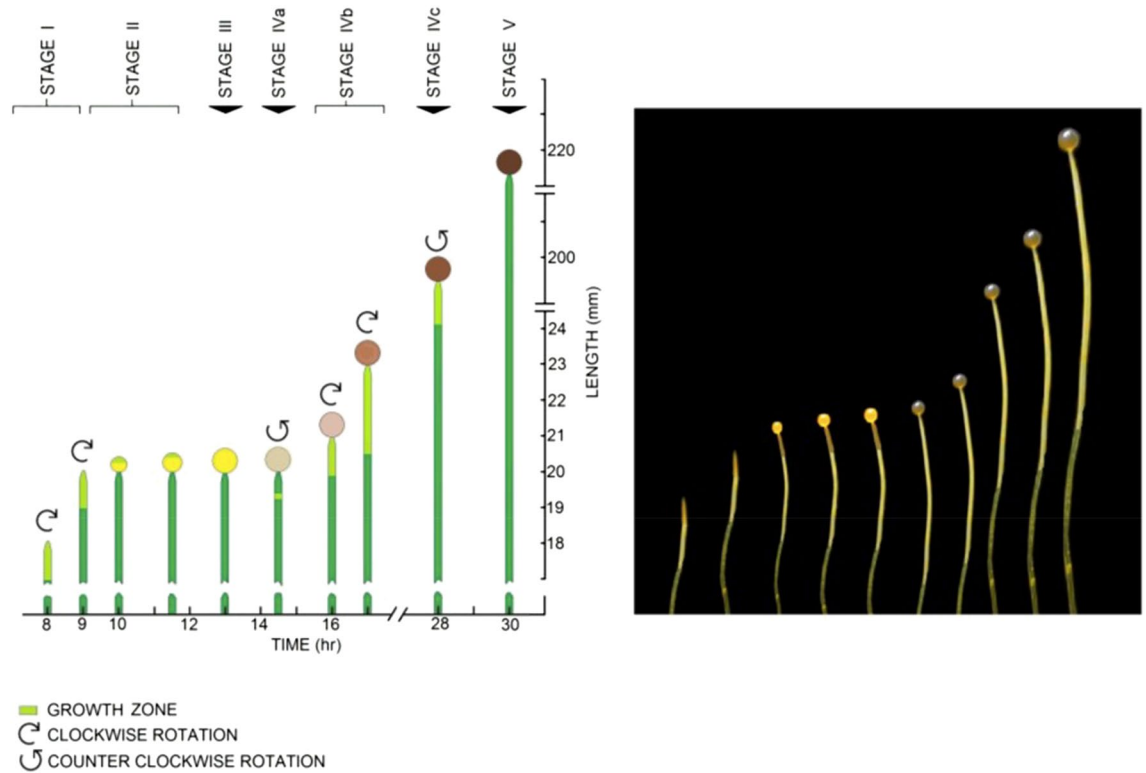 STAGE I
STAGE II
STAGE III
STAGE IVa
STAGE IVb
STAGE IVc
STAGE V
220
200
24
23
22
21
20
19
18
LENGTH (mm)
8 9 10 12 14 16 28 30
TIME (hr)
GROWTH ZONE
CLOCKWISE ROTATION
COUNTER CLOCKWISE ROTATION